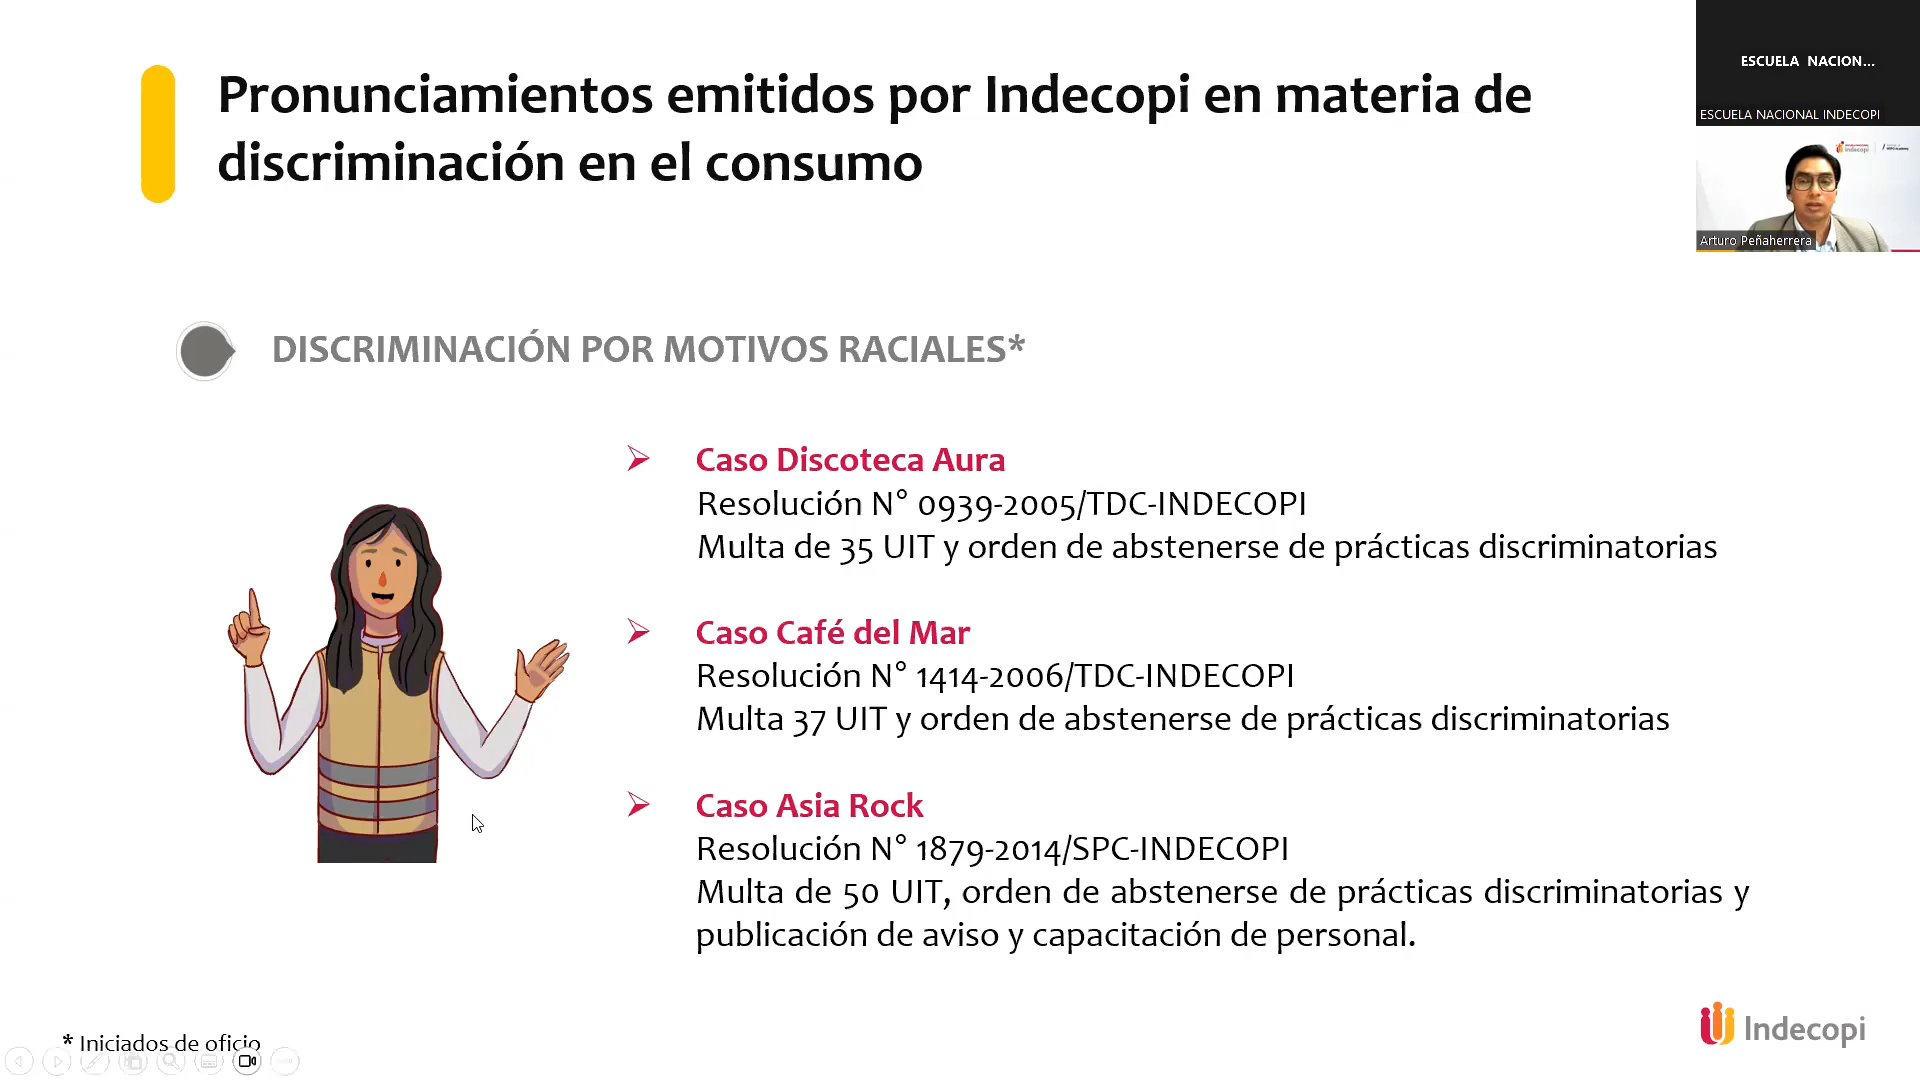 Pronunciamientos emitidos por Indecopi en materia de
discriminación en el consumo
ESCUELA NACION...
ESCUELA NACIONAL INDECOPI
indecopi
Arturo Peñaherrera
DISCRIMINACIÓN POR MOTIVOS RACIALES*
Caso Discoteca Aura
Resolución N° 0939-2005/TDC-INDECOPI
Multa de 35 UIT y orden de abstenerse de prácticas discriminatorias
Caso Café del Mar
Resolución N° 1414-2006/TDC-INDECOPI
Multa 37 UIT y orden de abstenerse de prácticas discriminatorias
Caso Asia Rock
Resolución N° 1879-2014/SPC-INDECOPI
Multa de 50 UIT, orden de abstenerse de prácticas discriminatorias y
publicación de aviso y capacitación de personal.
* Iniciados de oficio
Indecopi